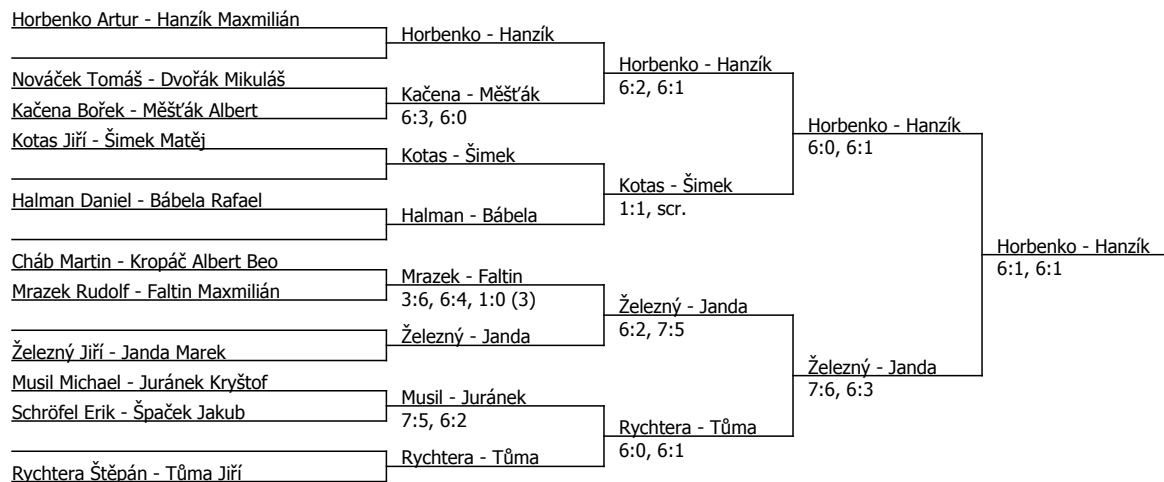 Horbenko Artur - Hanzík Maxmilián
Nováček Tomáš - Dvořák Mikuláš
Kačena Bořek - Měšťák Albert
Kotas Jiří - Šimek Matěj
Halman Daniel - Bábela Rafael
Cháb Martin - Kropáč Albert Beo
Mrazek Rudolf - Faltin Maxmilián
Železný Jiří - Janda Marek
Musil Michael - Juránek Kryštof
Schröfel Erik - Špaček Jakub
Rychtera Štěpán - Tůma Jiří
Horbenko - Hanzík
Kačena - Měšťák
6:3, 6:0
Kotas - Šimek
Halman - Bábela
Mrazek - Faltin
3:6, 6:4, 1:0 (3)
Železný - Janda
Musil - Juránek
7:5, 6:2
Rychtera - Tůma
Horbenko - Hanzík
6:2, 6:1
Kotas - Šimek
1:1, scr.
Železný - Janda
6:2, 7:5
Rychtera - Tůma
6:0, 6:1
Horbenko - Hanzík
6:0, 6:1
Železný - Janda
7:6, 6:3
Horbenko - Hanzík
6:1, 6:1